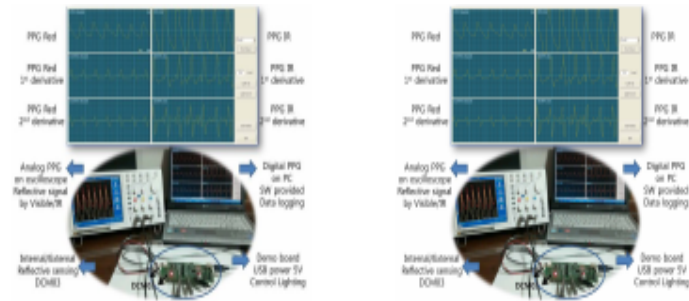 PPG Red
PPG IR
PPG Red
1st derivative
PPG IR
1st derivative
PPG Red
2nd derivative
PPG IR
2nd derivative
Analog PPG
on oscilloscope
Reflective signal
by Visible/IR
Digital PPG
on PC
SW provided
Data logging
Internal/External
Reflective sensing
DCM03
Demo board
USB power 5V
Control Lighting
DCM03
PPG Red
PPG IR
PPG Red
1st derivative
PPG IR
1st derivative
PPG Red
2nd derivative
PPG IR
2nd derivative
Analog PPG
on oscilloscope
Reflective signal
by Visible/IR
Digital PPG
on PC
SW provided
Data logging
Internal/External
Reflective sensing
DCM03
Demo board
USB power 5V
Control Lighting
DCM03